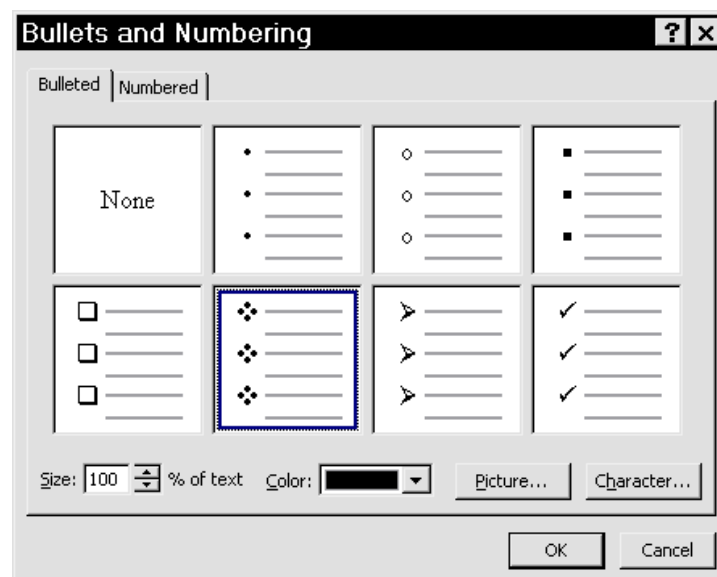 Bullets and Numbering
Bulleted Numbered
None
Size: 100 % of text Color: Picture... Character...
OK Cancel